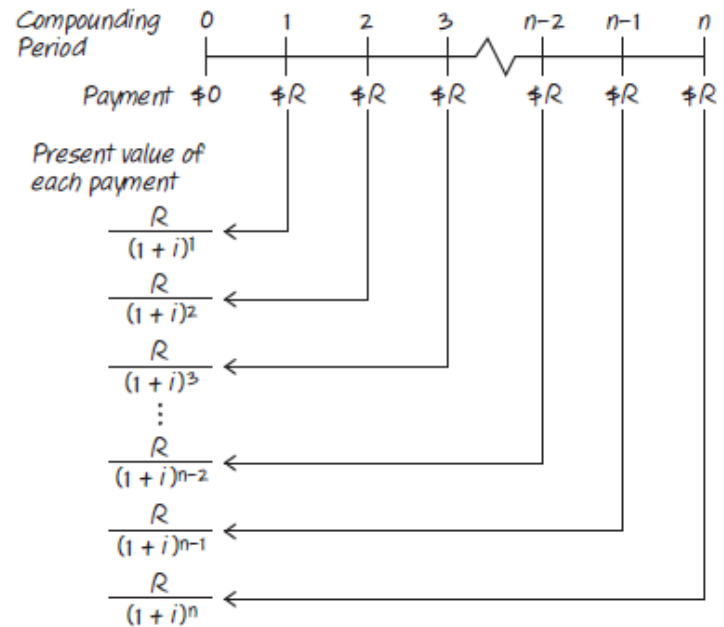 Compounding Period 0 1 2 3 n-2 n-1 n
Payment $0 $R $R $R $R $R $R
Present value of
each payment
R
(1 + i)¹
R
(1 + i)²
R
(1 + i)³
⋮
R
(1 + i)ⁿ⁻²
R
(1 + i)ⁿ⁻¹
R
(1 + i)ⁿ